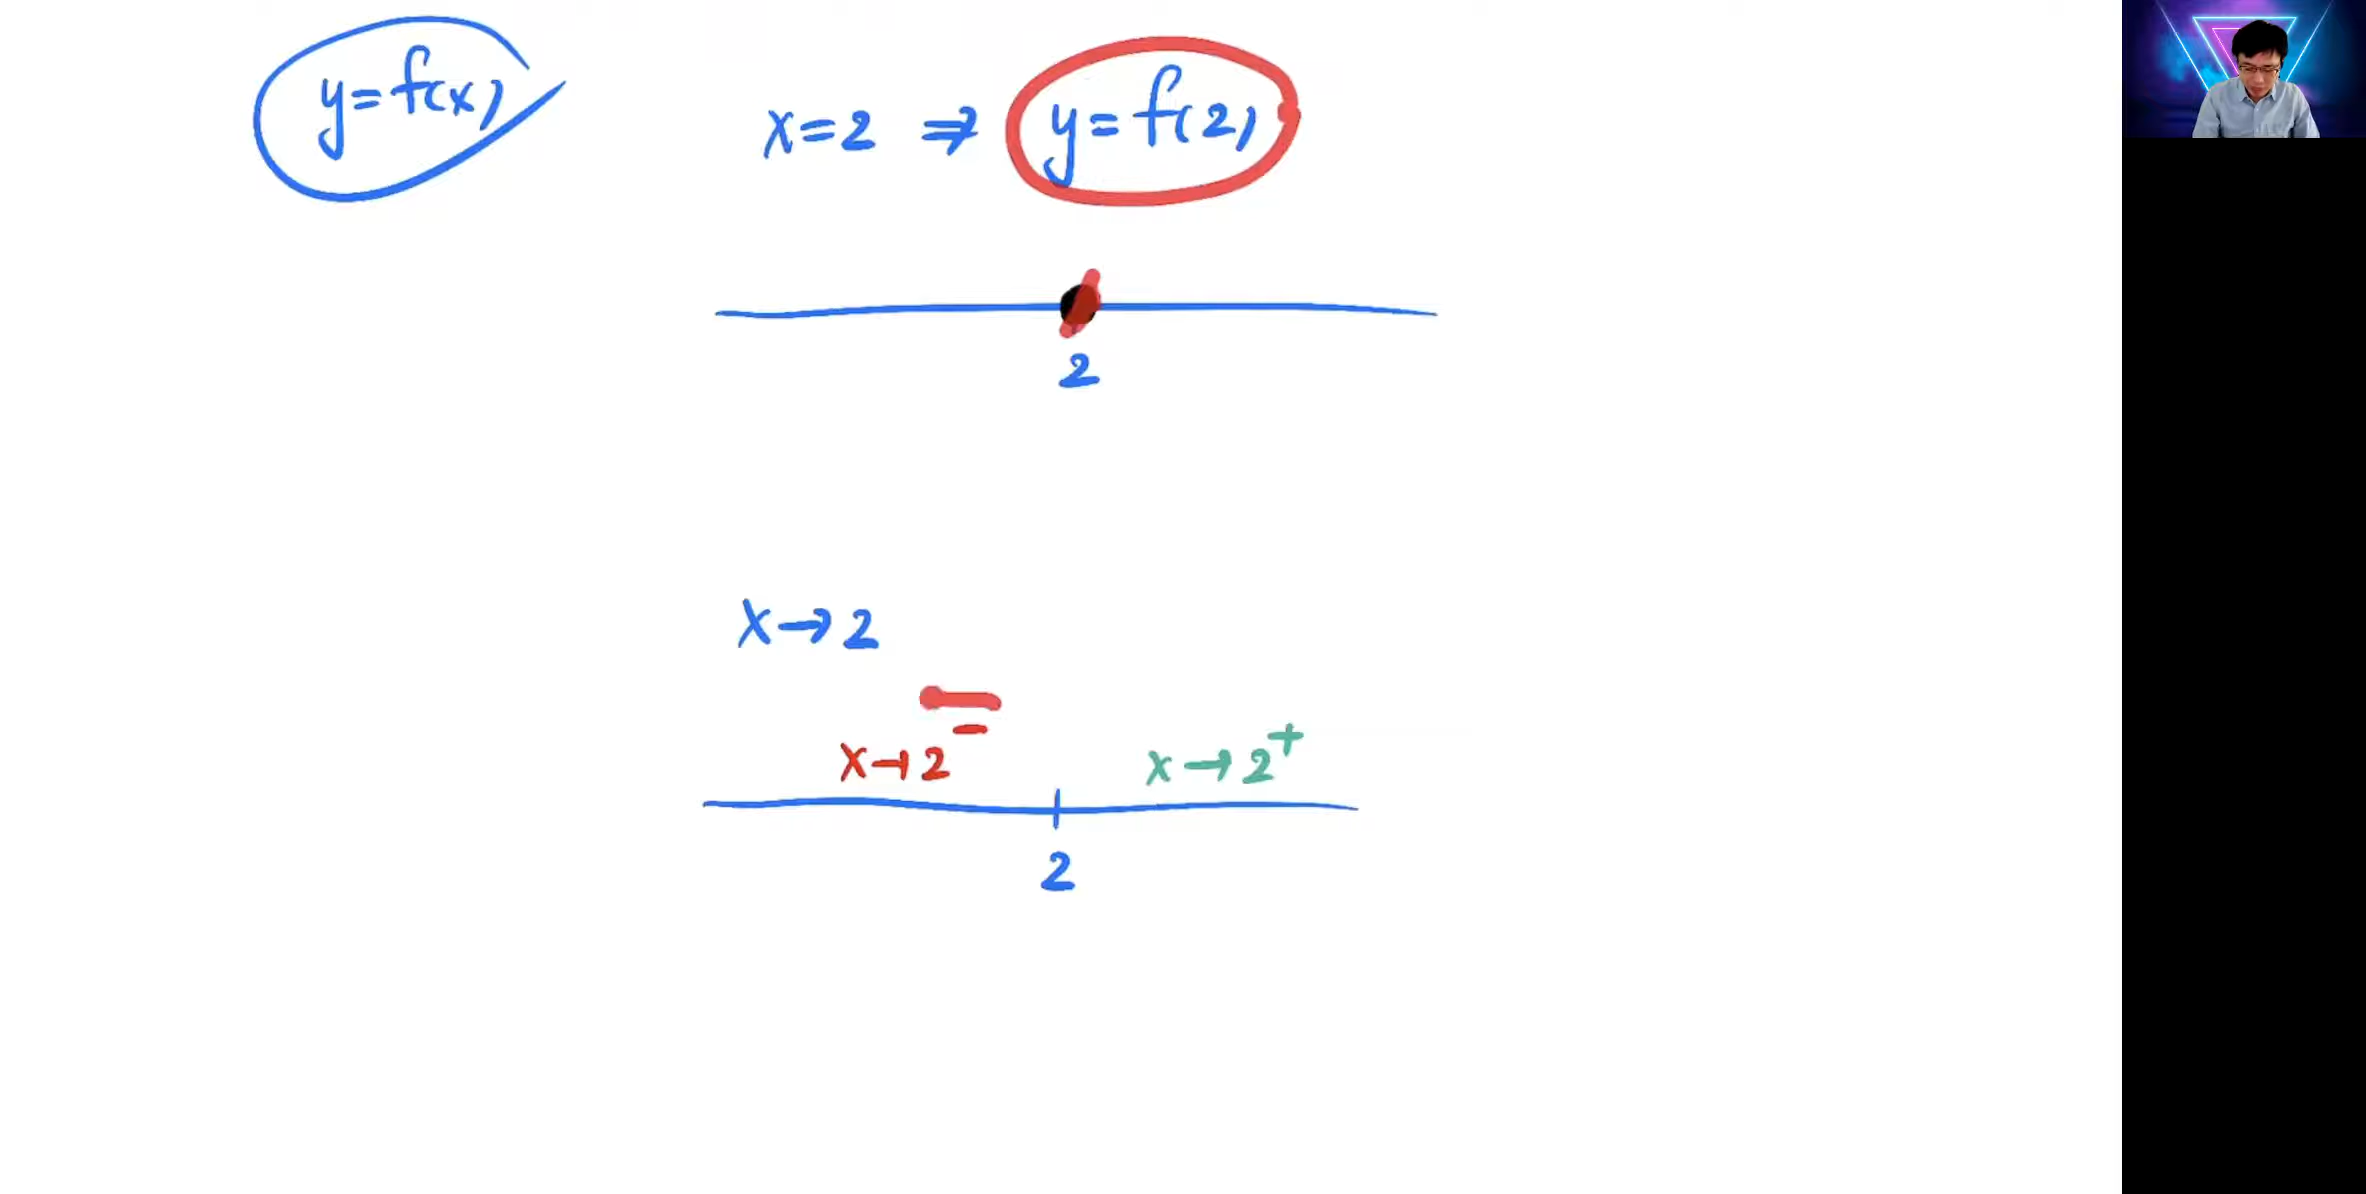 y=f(x)
x=2 ⇒ y=f(2)
2
x→2
x→2⁻
x→2⁺
2